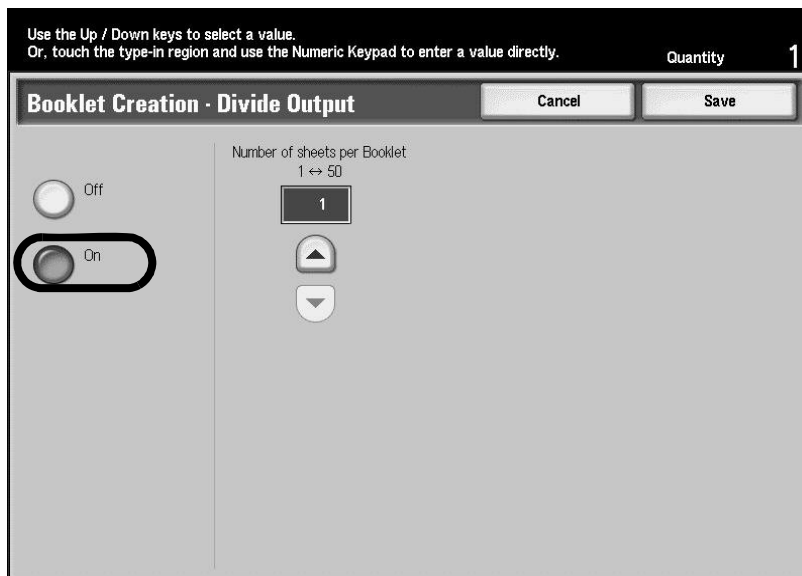 Use the Up / Down keys to select a value.
Or, touch the type-in region and use the Numeric Keypad to enter a value directly.
Quantity 1
Booklet Creation - Divide Output
Cancel
Save
Number of sheets per Booklet
1 ↔ 50
1
Off
On